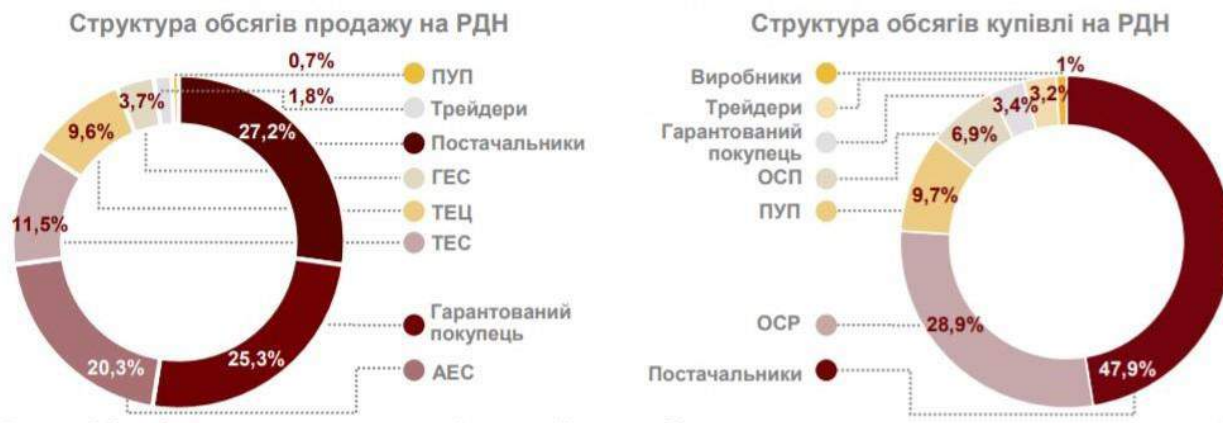 Структура обсягів продажу на РДН
0,7%
ПУП
3,7%
1,8%
Трейдери
9,6%
27,2%
Постачальники
ГЕС
ТЕЦ
11,5%
ТЕС
Гарантований
покупець
20,3%
25,3%
АЕС
Структура обсягів купівлі на РДН
1%
Виробники
Трейдери
3,4%
3,2%
Гарантований
покупець
6,9%
ОСП
9,7%
ПУП
ОСР
28,9%
Постачальники
47,9%